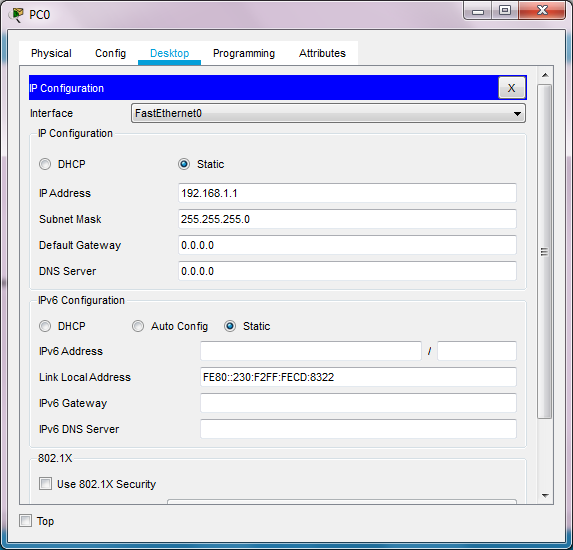 PC0
Physical Config Desktop Programming Attributes
IP Configuration X
Interface FastEthernet0
IP Configuration
DHCP Static
IP Address 192.168.1.1
Subnet Mask 255.255.255.0
Default Gateway 0.0.0.0
DNS Server 0.0.0.0
IPv6 Configuration
DHCP Auto Config Static
IPv6 Address /
Link Local Address FE80::230:F2FF:FECD:8322
IPv6 Gateway
IPv6 DNS Server
802.1X
Use 802.1X Security
Top